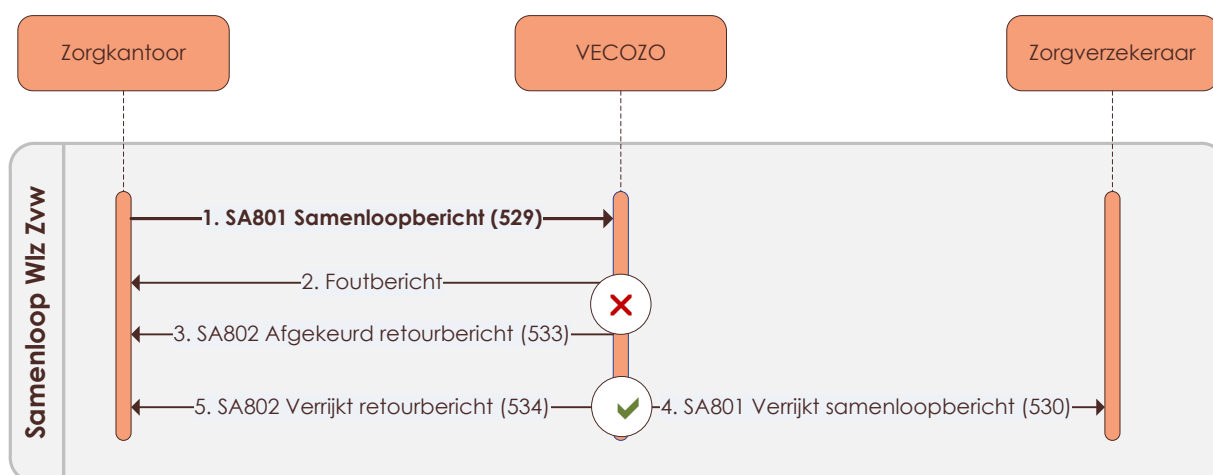 Zorgkantoor
VECOZO
Zorgverzekeraar
Samenloop Wlz Zvw
1. SA801 Samenloopbericht (529)
2. Foutbericht
3. SA802 Afgekeurd retourbericht (533)
5. SA802 Verrijkt retourbericht (534)
4. SA801 Verrijkt samenloopbericht (530)